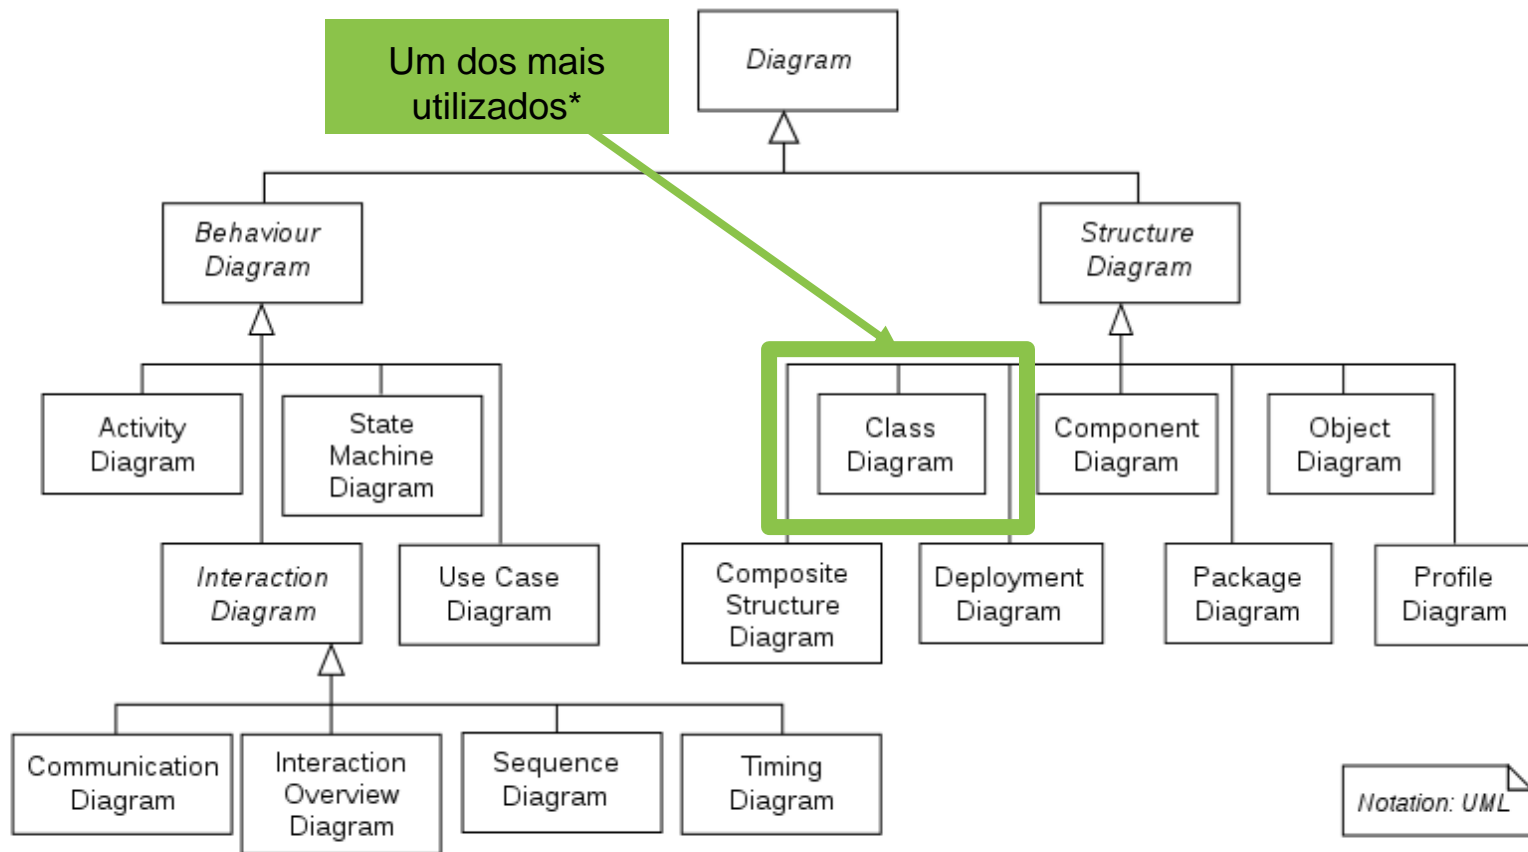 Um dos mais
utilizados*
Diagram
Behaviour
Diagram
Structure
Diagram
Activity
Diagram
State
Machine
Diagram
Class
Diagram
Component
Diagram
Object
Diagram
Interaction
Diagram
Use Case
Diagram
Composite
Structure
Diagram
Deployment
Diagram
Package
Diagram
Profile
Diagram
Communication
Diagram
Interaction
Overview
Diagram
Sequence
Diagram
Timing
Diagram
Notation: UML